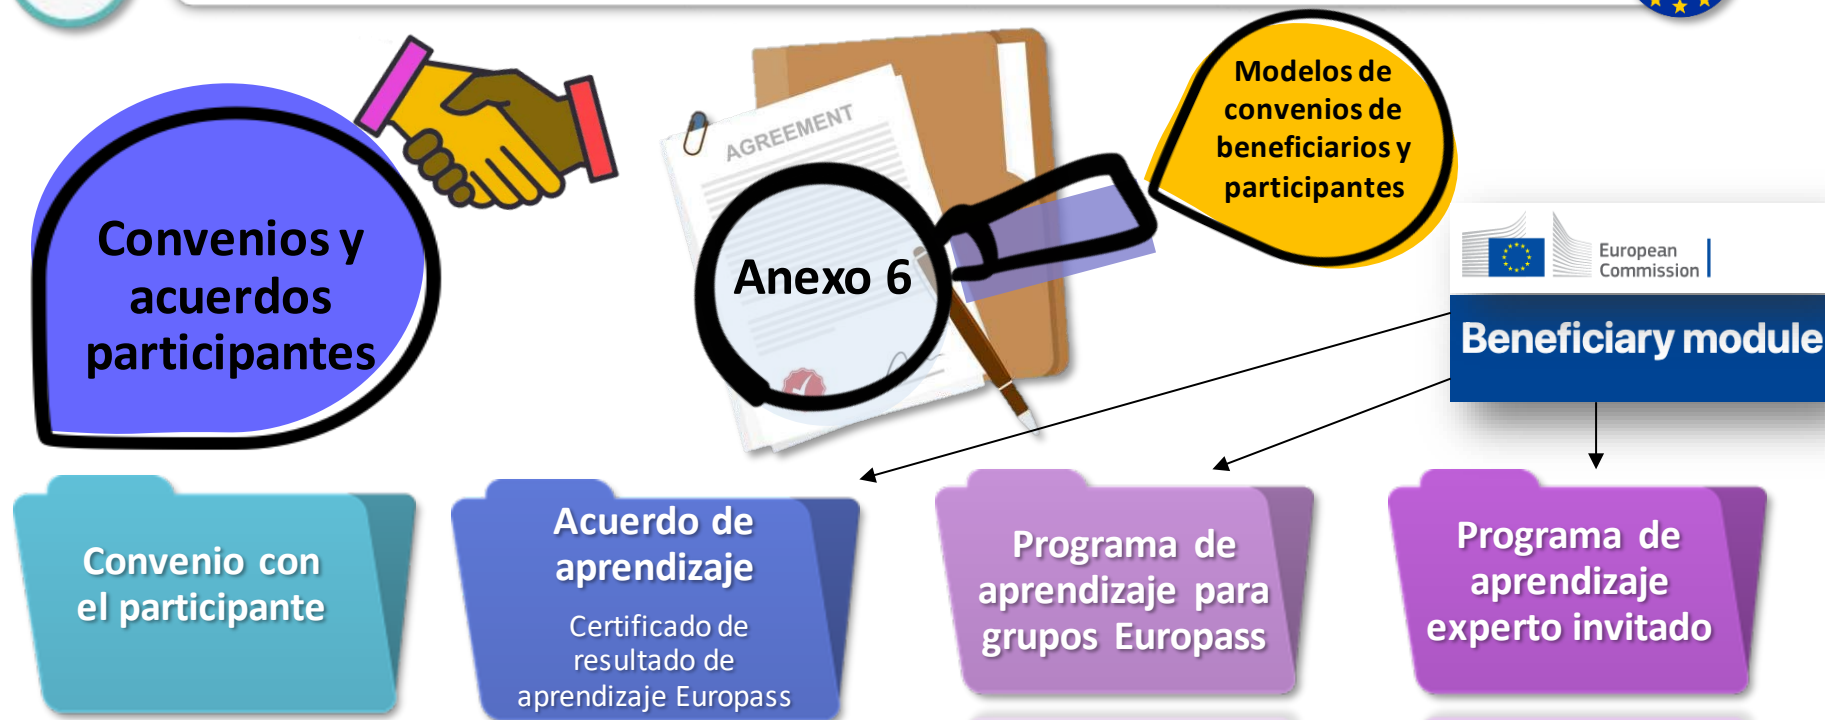 Convenios y
acuerdos
participantes
AGREEMENT
Anexo 6
Modelos de
convenios de
beneficiarios y
participantes
European
Commission
Beneficiary module
Convenio con
el participante
Acuerdo de
aprendizaje
Certificado de
resultado de
aprendizaje Europass
Programa de
aprendizaje para
grupos Europass
Programa de
aprendizaje
experto invitado